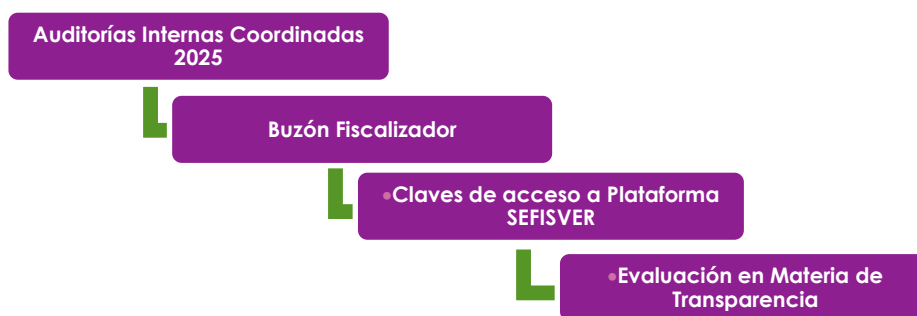 Auditorías Internas Coordinadas
2025
Buzón Fiscalizador
•Claves de acceso a Plataforma
SEFISVER
•Evaluación en Materia de
Transparencia